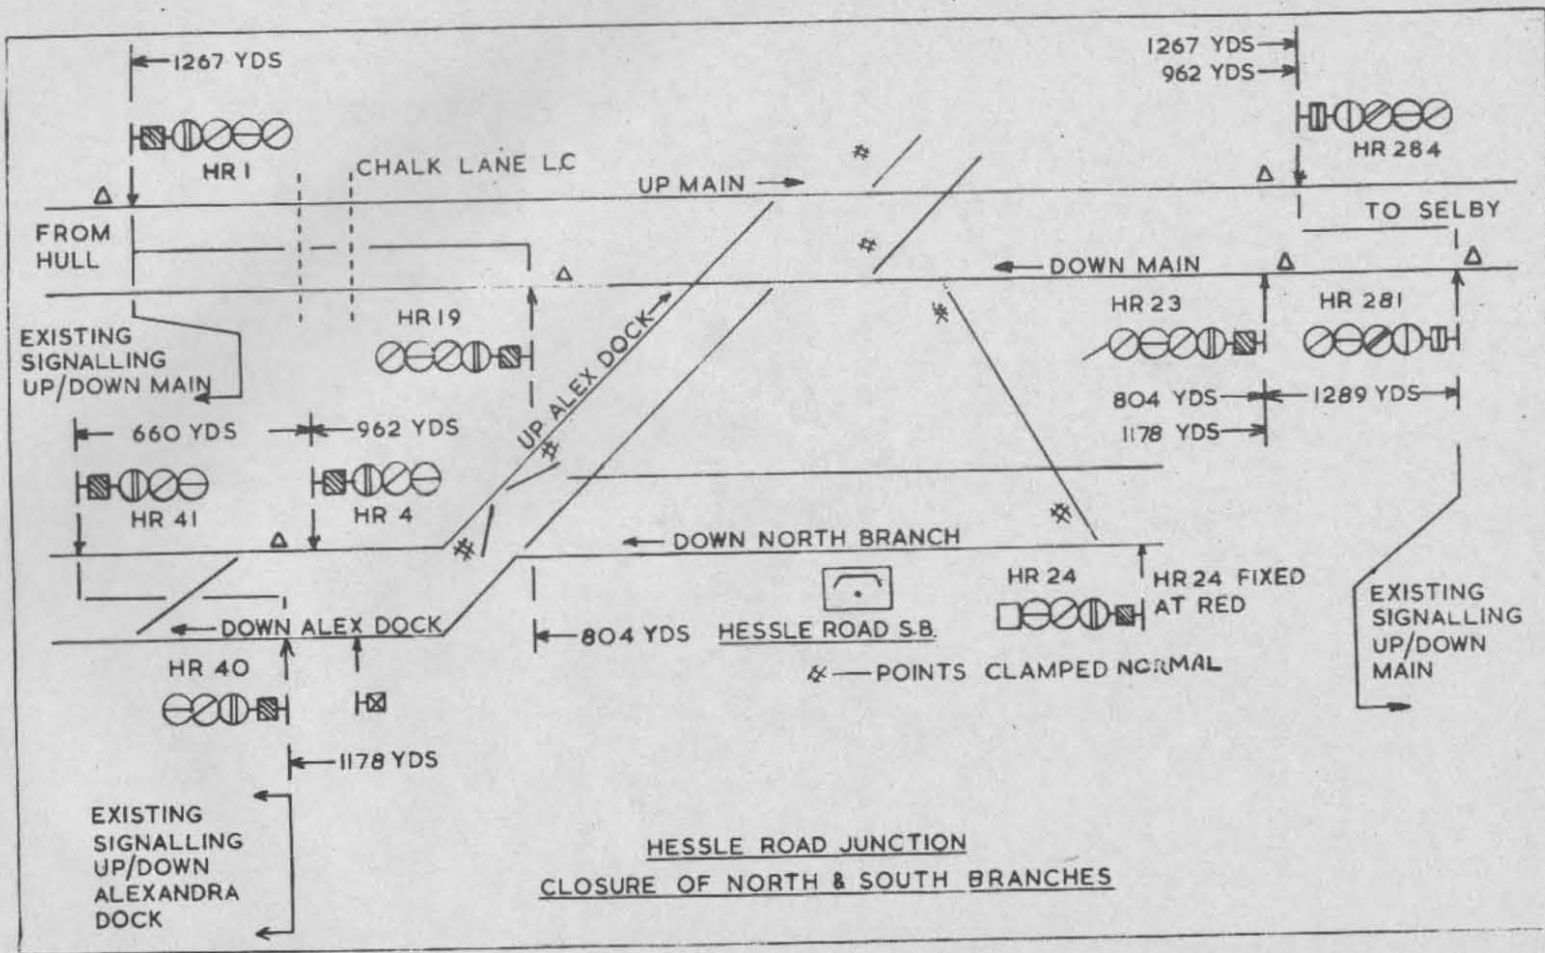 1267 YDS
1267 YDS
962 YDS
HR 1
HR 284
CHALK LANE L.C
UP MAIN
FROM
HULL
TO SELBY
DOWN MAIN
EXISTING
SIGNALLING
UP/DOWN MAIN
HR 19
UP ALEX DOCK
HR 23
HR 281
804 YDS
1289 YDS
1178 YDS
660 YDS
962 YDS
HR 41
HR 4
DOWN NORTH BRANCH
HR 24
HR 24 FIXED
AT RED
EXISTING
SIGNALLING
UP/DOWN
MAIN
DOWN ALEX DOCK
804 YDS
HESSLE ROAD S.B.
HR 40
POINTS CLAMPED NORMAL
1178 YDS
EXISTING
SIGNALLING
UP/DOWN
ALEXANDRA
DOCK
HESSLE ROAD JUNCTION
CLOSURE OF NORTH & SOUTH BRANCHES